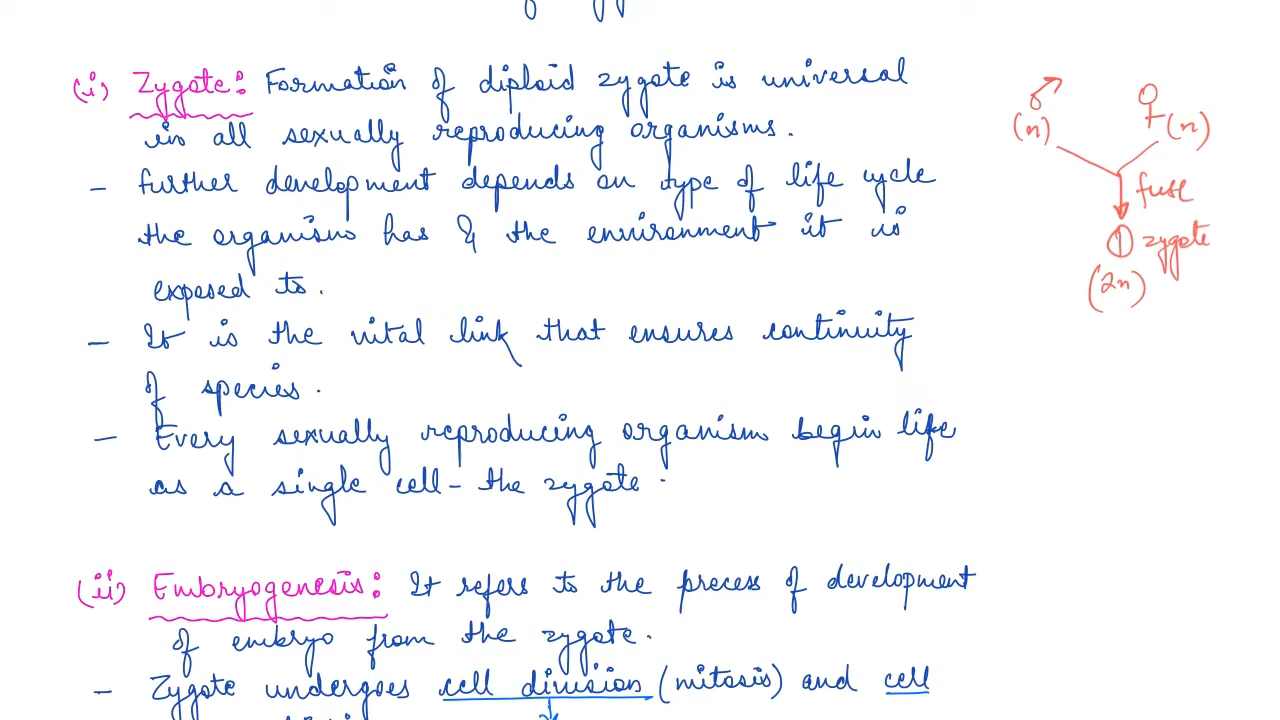 (i) Zygote: Formation of diploid zygote is universal
in all sexually reproducing organisms.
- further development depends on type of life cycle
the organism has & the environment it is
exposed to.
- It is the vital link that ensures continuity
of species.
- Every sexually reproducing organism begin life
as a single cell - the zygote.
♂ (n)
♀ (n)
fuse
zygote
(2n)
(ii) Embryogenesis: It refers to the process of development
of embryo from the zygote.
- Zygote undergoes cell division (mitosis) and cell